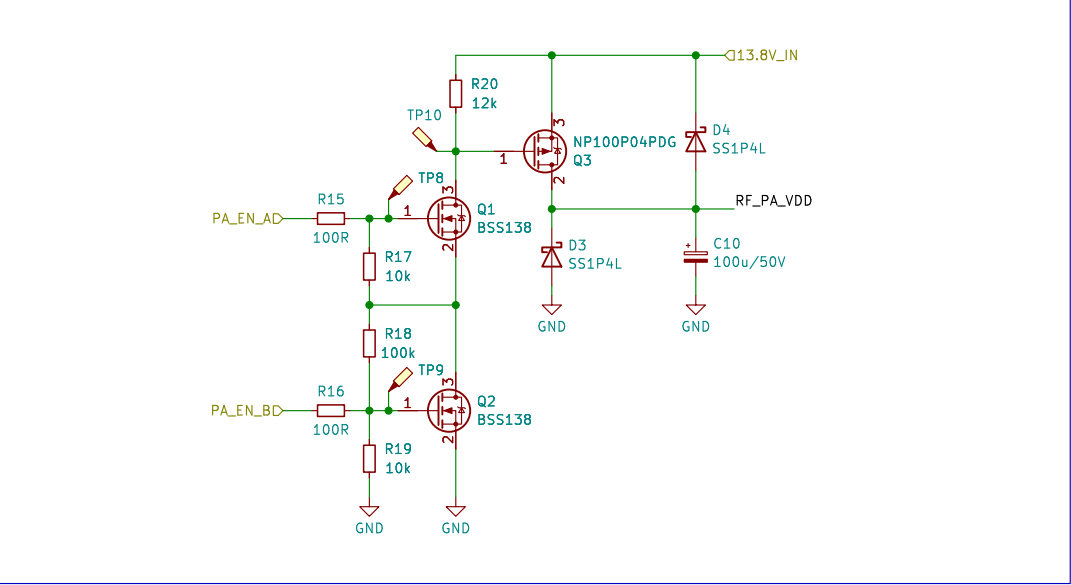 13.8V_IN
R20
12k
TP10
3
NP100P04PDG
Q3
1
2
D4
SS1P4L
TP8
RF_PA_VDD
R15
PA_EN_A
100R
1
3
Q1
BSS138
2
R17
10k
D3
SS1P4L
+
C10
100u/50V
GND
GND
R18
100k
TP9
R16
PA_EN_B
100R
1
3
Q2
BSS138
2
R19
10k
GND
GND